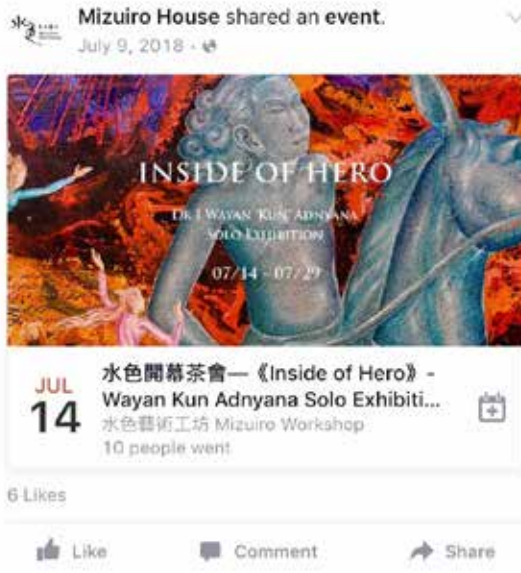 Mizuiro House shared an event.
July 9, 2018 ·
INSIDE OF HERO
DR I WAYAN 'KUN' ADNYANA
SOLO EXHIBITION
07/14 - 07/29
JUL
14
水色開幕茶會—《Inside of Hero》-
Wayan Kun Adnyana Solo Exhibiti...
水色藝術工坊 Mizuiro Workshop
10 people went
6 Likes
Like
Comment
Share